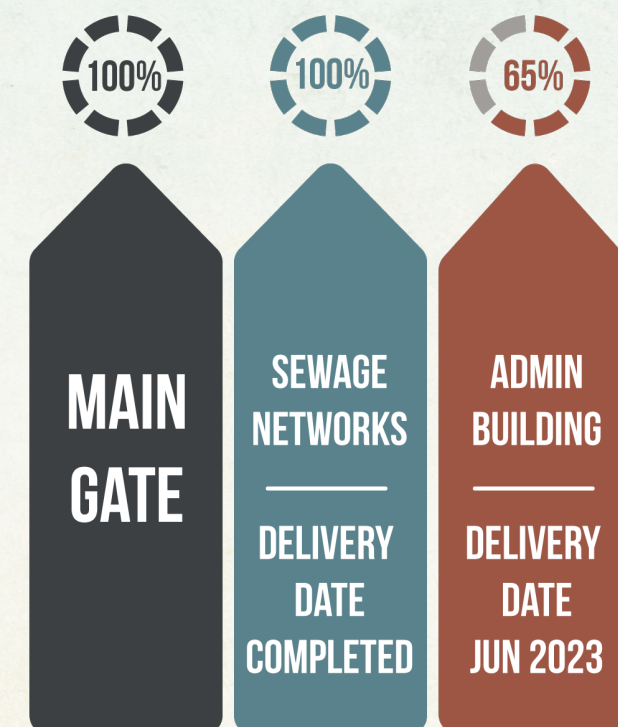 100%
100%
65%
MAIN
GATE
SEWAGE
NETWORKS
DELIVERY
DATE
COMPLETED
ADMIN
BUILDING
DELIVERY
DATE
JUN 2023